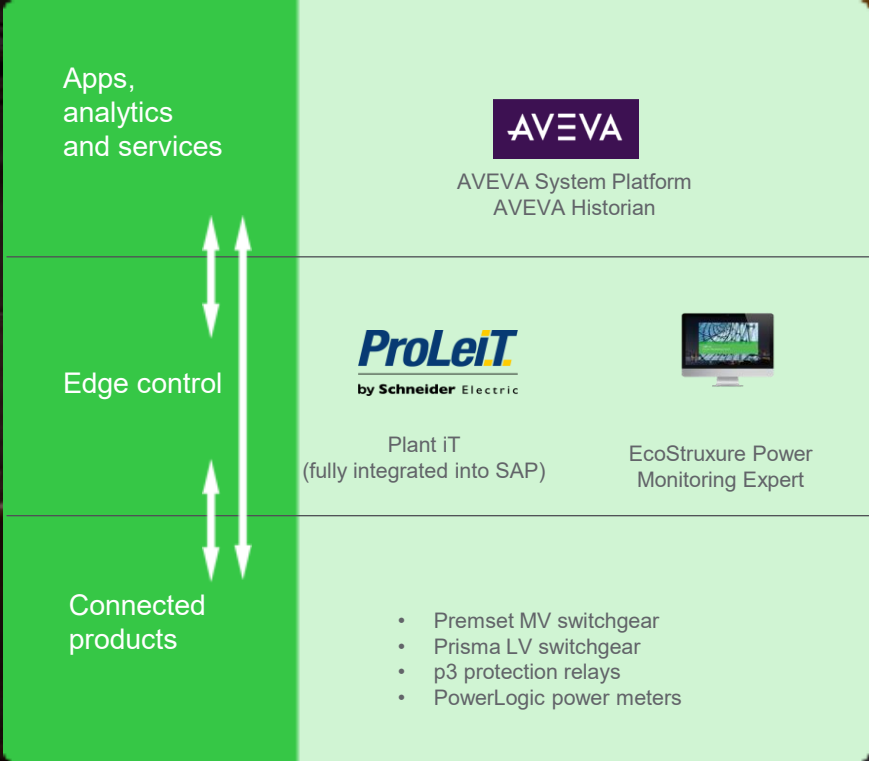 Apps,
analytics
and services
AVEVA
AVEVA System Platform
AVEVA Historian
Edge control
ProLeiT
by Schneider Electric
Plant iT
(fully integrated into SAP)
EcoStruxure Power
Monitoring Expert
Connected
products
• Premset MV switchgear
• Prisma LV switchgear
• p3 protection relays
• PowerLogic power meters